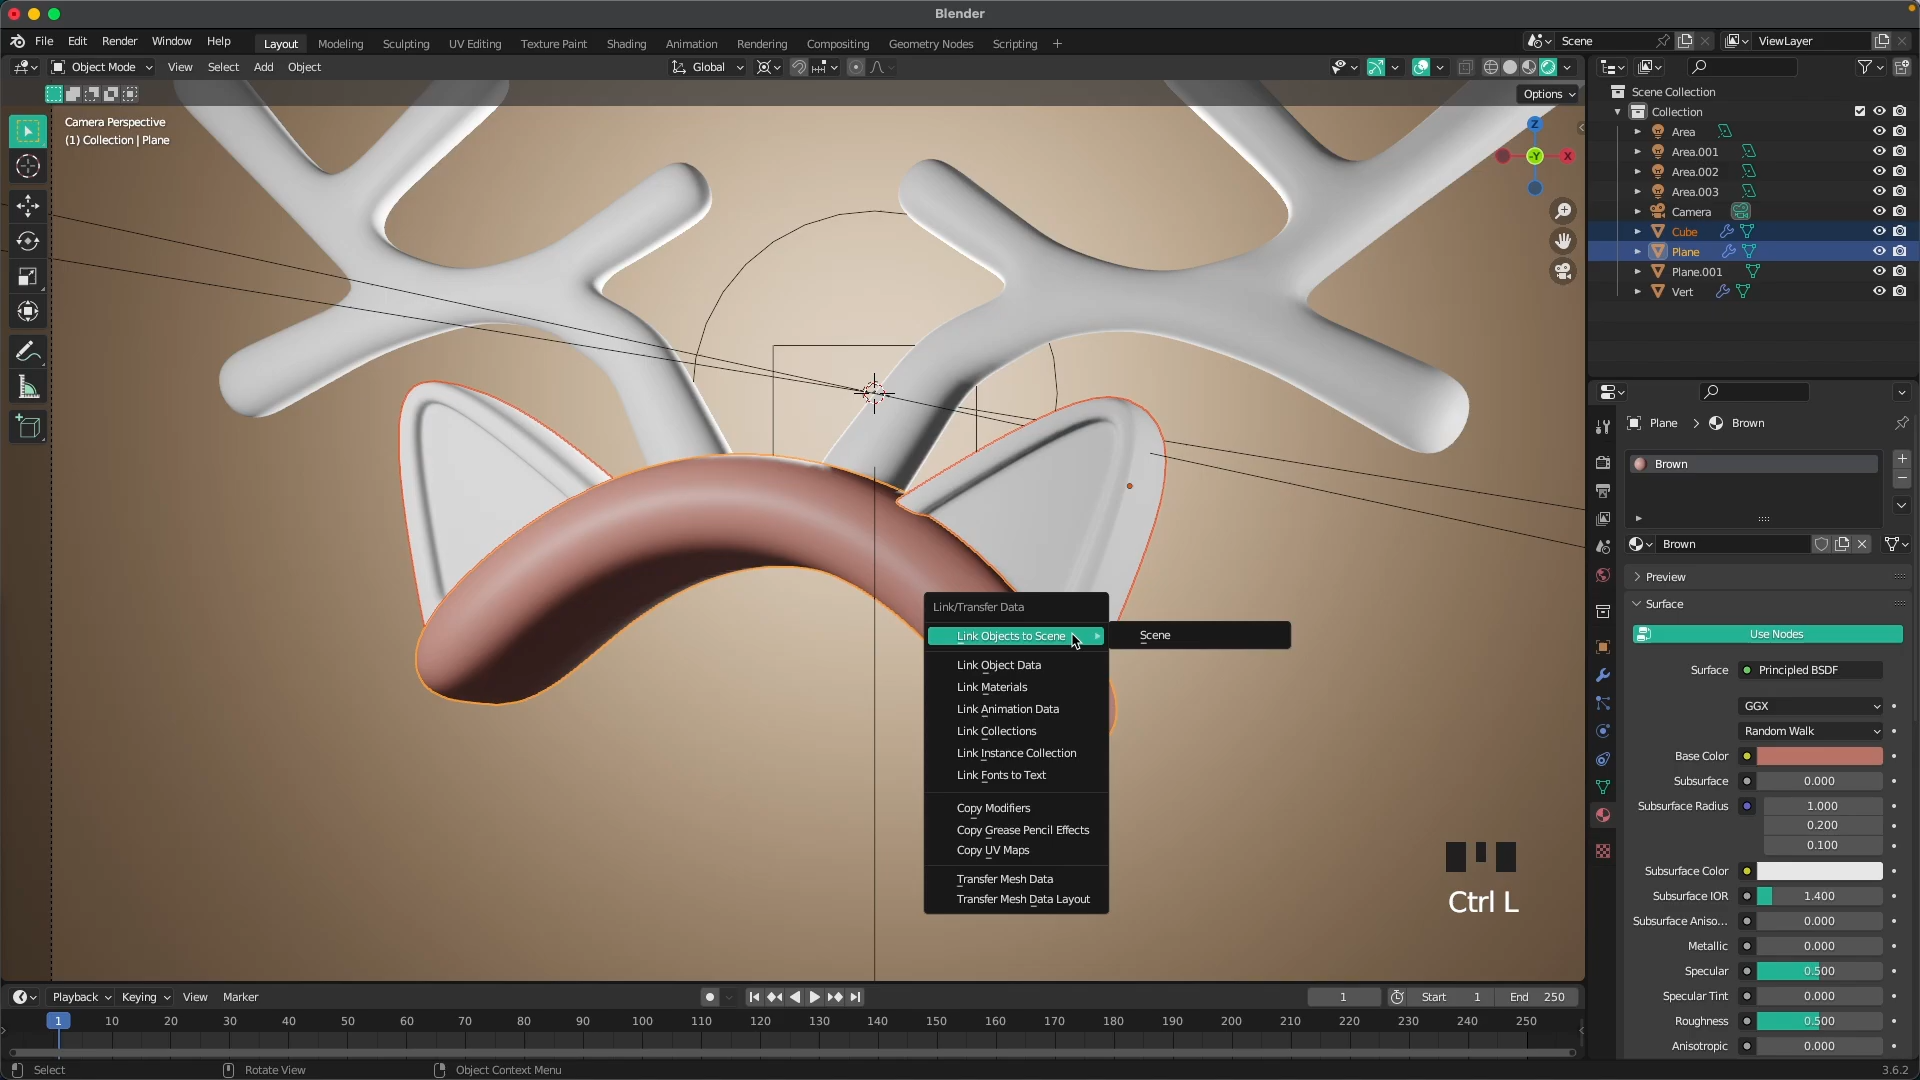 Blender
File Edit Render Window Help
Layout Modeling Sculpting UV Editing Texture Paint Shading Animation Rendering Compositing Geometry Nodes Scripting +
Scene
ViewLayer
Object Mode View Select Add Object
Global
Options
Camera Perspective
(1) Collection | Plane
Z
-Y
X
Scene Collection
Collection
Area
Area.001
Area.002
Area.003
Camera
Cube
Plane
Plane.001
Vert
Plane > Brown
Brown
Brown
Preview
Surface
Use Nodes
Surface Principled BSDF
GGX
Random Walk
Base Color
Subsurface 0.000
Subsurface Radius 1.000
0.200
0.100
Subsurface Color
Subsurface IOR 1.400
Subsurface Aniso... 0.000
Metallic 0.000
Specular 0.500
Specular Tint 0.000
Roughness 0.500
Anisotropic 0.000
Link/Transfer Data
Link Objects to Scene
Scene
Link Object Data
Link Materials
Link Animation Data
Link Collections
Link Instance Collection
Link Fonts to Text
Copy Modifiers
Copy Grease Pencil Effects
Copy UV Maps
Transfer Mesh Data
Transfer Mesh Data Layout
Ctrl L
Playback Keying View Marker
1 Start 1 End 250
1 10 20 30 40 50 60 70 80 90 100 110 120 130 140 150 160 170 180 190 200 210 220 230 240 250
Select Rotate View Object Context Menu 3.6.2